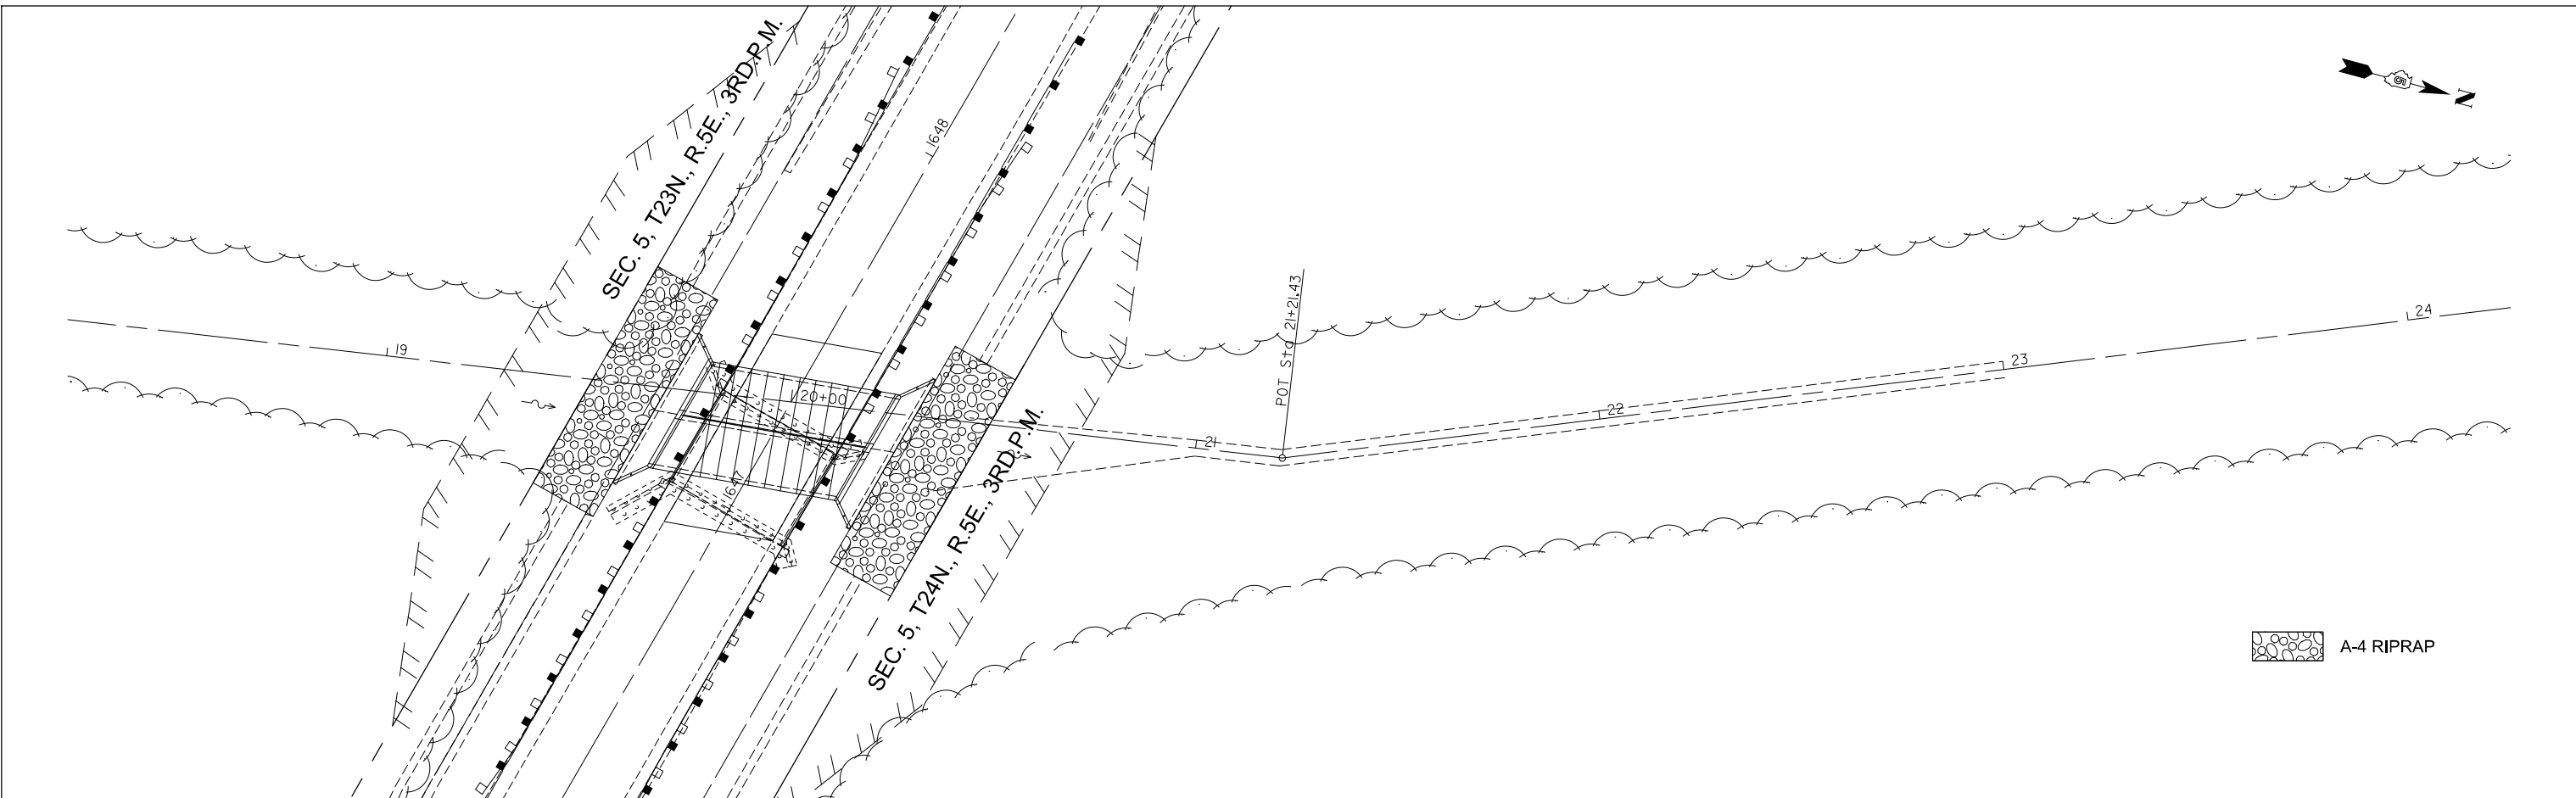 SEC. 5, T23N., R.5E., 3RD.P.M.
1648
N
19
20+00
POT Sta 21+21.43
24
23
22
21
1647
SEC. 5, T24N., R.5E., 3RD.P.M.
A-4 RIPRAP